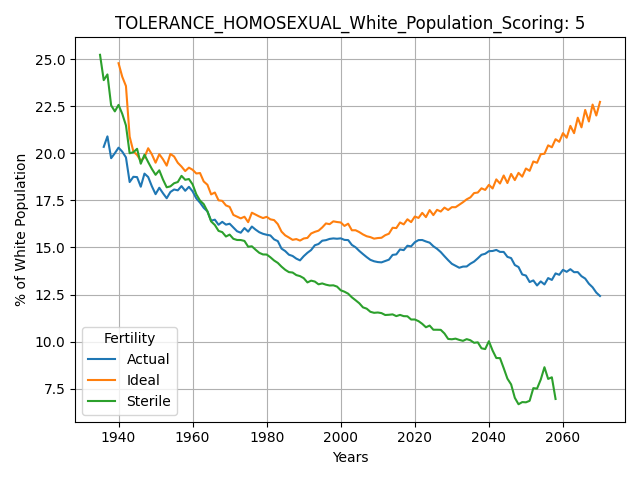 TOLERANCE_HOMOSEXUAL_White_Population_Scoring: 5
% of White Population
25.0
22.5
20.0
17.5
15.0
12.5
10.0
7.5
Fertility
Actual
Ideal
Sterile
1940 1960 1980 2000 2020 2040 2060
Years